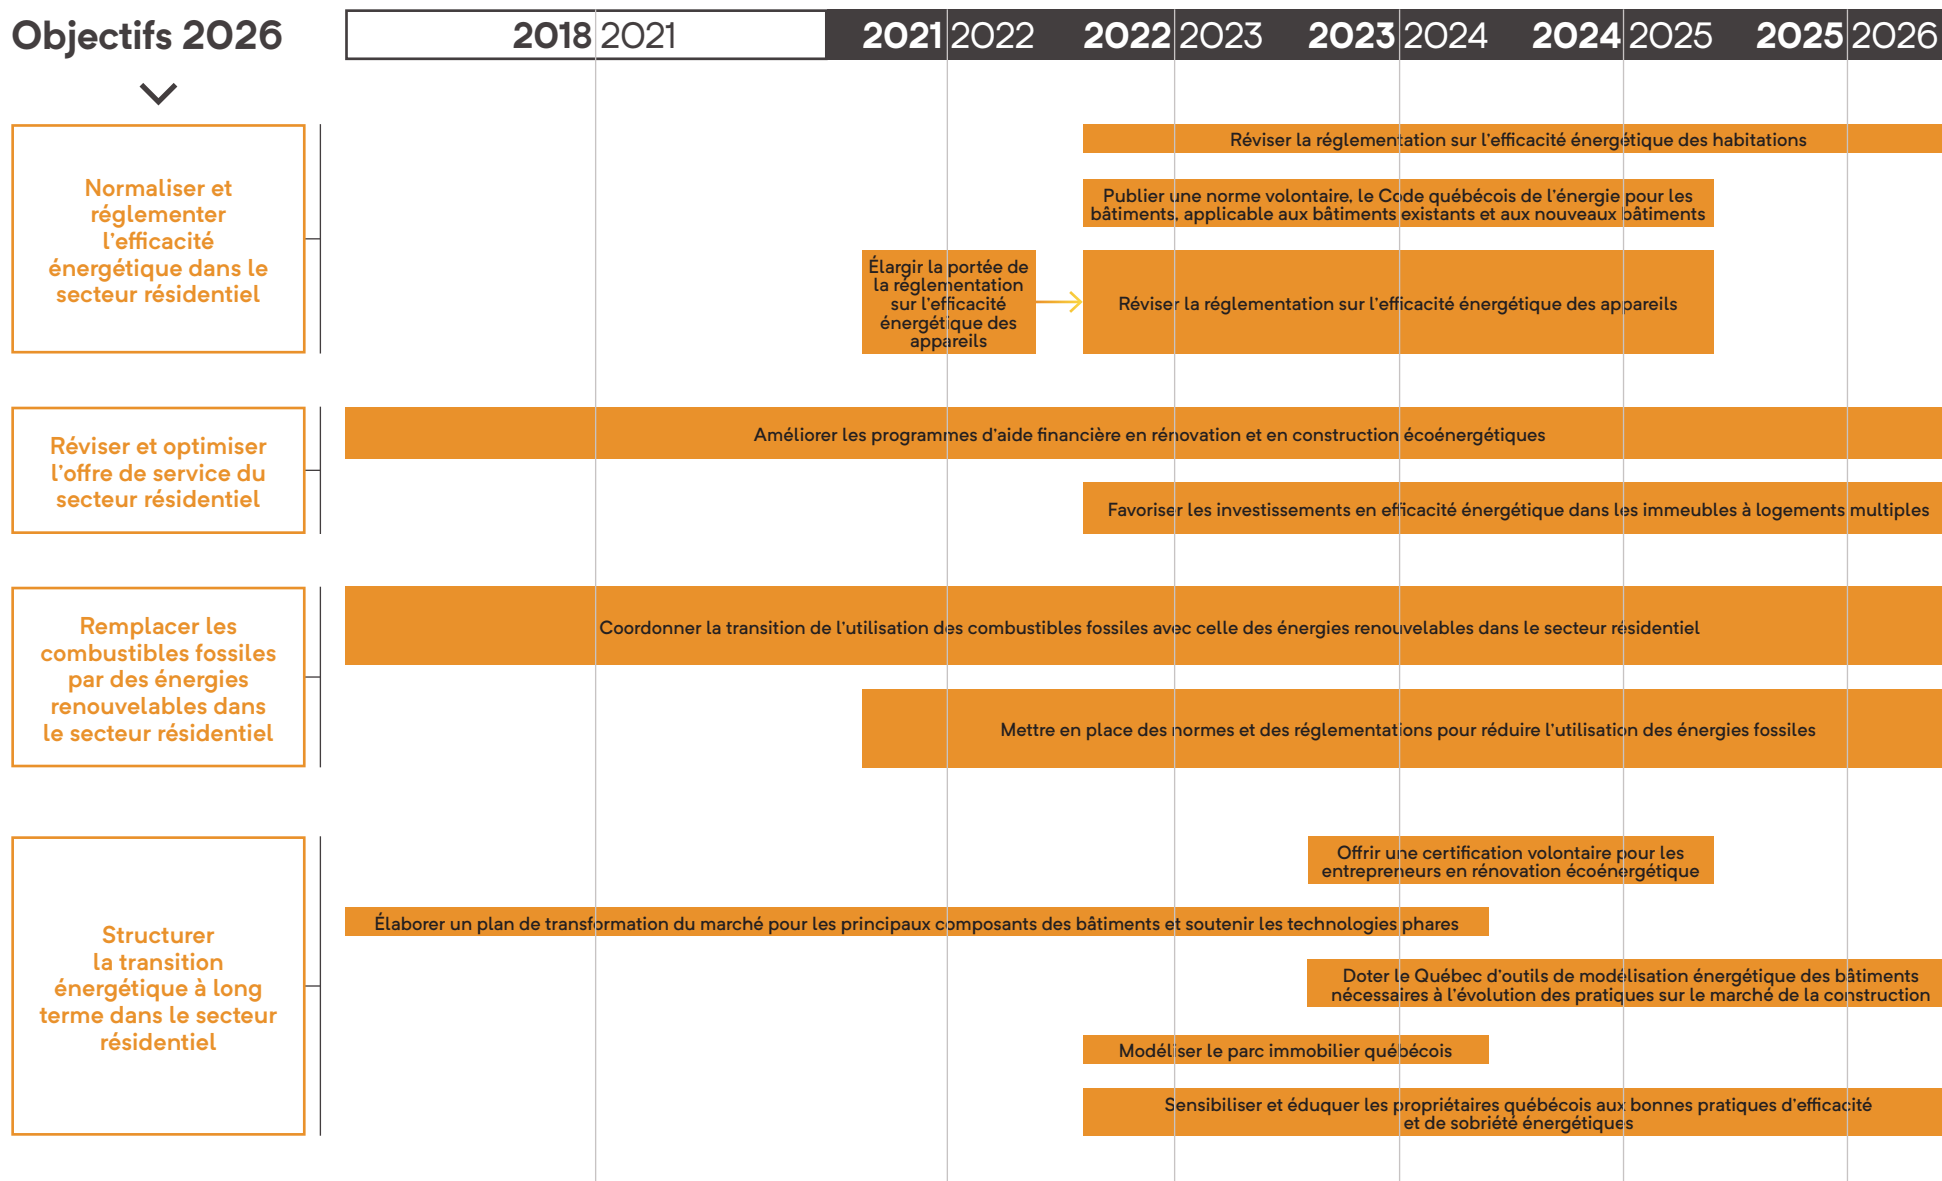 Objectifs 2026
2018 2021
2021 2022
2022 2023
2023 2024
2024 2025
2025 2026
Normaliser et
réglementer
l'efficacité
énergétique dans le
secteur résidentiel
Réviser la réglementation sur l'efficacité énergétique des habitations
Publier une norme volontaire, le Code québécois de l'énergie pour les
bâtiments, applicable aux bâtiments existants et aux nouveaux bâtiments
Élargir la portée de
la réglementation
sur l'efficacité
énergétique des
appareils
Réviser la réglementation sur l'efficacité énergétique des appareils
Réviser et optimiser
l'offre de service du
secteur résidentiel
Améliorer les programmes d'aide financière en rénovation et en construction écoénergétiques
Favoriser les investissements en efficacité énergétique dans les immeubles à logements multiples
Remplacer les
combustibles fossiles
par des énergies
renouvelables dans
le secteur résidentiel
Coordonner la transition de l'utilisation des combustibles fossiles avec celle des énergies renouvelables dans le secteur résidentiel
Mettre en place des normes et des réglementations pour réduire l'utilisation des énergies fossiles
Structurer
la transition
énergétique à long
terme dans le secteur
résidentiel
Offrir une certification volontaire pour les
entrepreneurs en rénovation écoénergétique
Élaborer un plan de transformation du marché pour les principaux composants des bâtiments et soutenir les technologies phares
Doter le Québec d'outils de modélisation énergétique des bâtiments
nécessaires à l'évolution des pratiques sur le marché de la construction
Modéliser le parc immobilier québécois
Sensibiliser et éduquer les propriétaires québécois aux bonnes pratiques d'efficacité
et de sobriété énergétiques